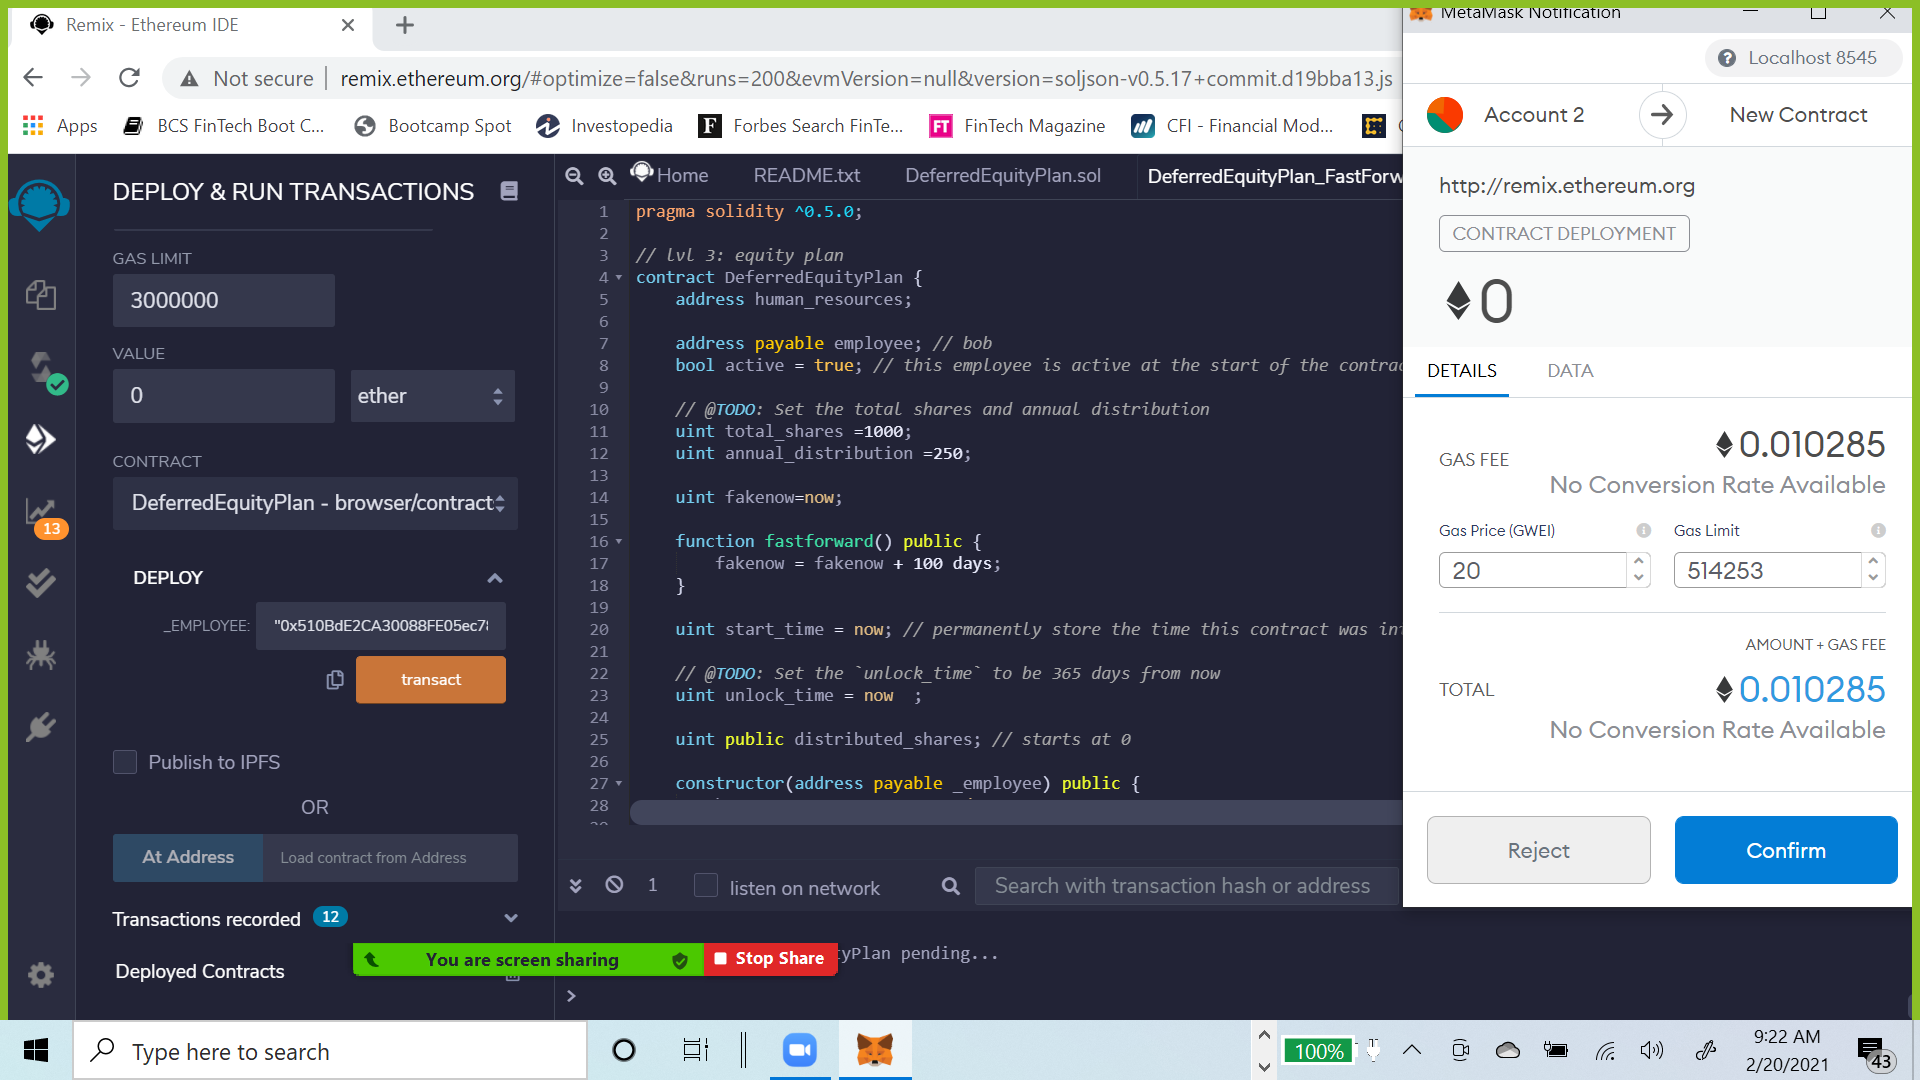 Remix - Ethereum IDE
MetaMask Notification
Not secure
remix.ethereum.org/#optimize=false&runs=200&evmVersion=null&version=soljson-v0.5.17+commit.d19bba13.js
Localhost 8545
Apps
BCS FinTech Boot C...
Bootcamp Spot
Investopedia
Forbes Search FinTe...
FinTech Magazine
CFI - Financial Mod...
Account 2
New Contract
DEPLOY & RUN TRANSACTIONS
GAS LIMIT
3000000
VALUE
0
ether
CONTRACT
DeferredEquityPlan - browser/contract
13
DEPLOY
_EMPLOYEE:
"0x510BdE2CA30088FE05ec78
transact
Publish to IPFS
OR
At Address
Load contract from Address
Transactions recorded
12
Deployed Contracts
Home
README.txt
DeferredEquityPlan.sol
DeferredEquityPlan_FastForw
1 pragma solidity ^0.5.0;
2
3 // lvl 3: equity plan
4 contract DeferredEquityPlan {
5 address human_resources;
6
7 address payable employee; // bob
8 bool active = true; // this employee is active at the start of the contrac
9
10 // @TODO: Set the total shares and annual distribution
11 uint total_shares =1000;
12 uint annual_distribution =250;
13
14 uint fakenow=now;
15
16 function fastforward() public {
17 fakenow = fakenow + 100 days;
18 }
19
20 uint start_time = now; // permanently store the time this contract was in
21
22 // @TODO: Set the `unlock_time` to be 365 days from now
23 uint unlock_time = now ;
24
25 uint public distributed_shares; // starts at 0
26
27 constructor(address payable _employee) public {
28
1
listen on network
Search with transaction hash or address
yPlan pending...
>
You are screen sharing
Stop Share
http://remix.ethereum.org
CONTRACT DEPLOYMENT
0
DETAILS
DATA
GAS FEE
0.010285
No Conversion Rate Available
Gas Price (GWEI)
Gas Limit
20
514253
AMOUNT + GAS FEE
TOTAL
0.010285
No Conversion Rate Available
Reject
Confirm
Type here to search
100%
9:22 AM
2/20/2021
43